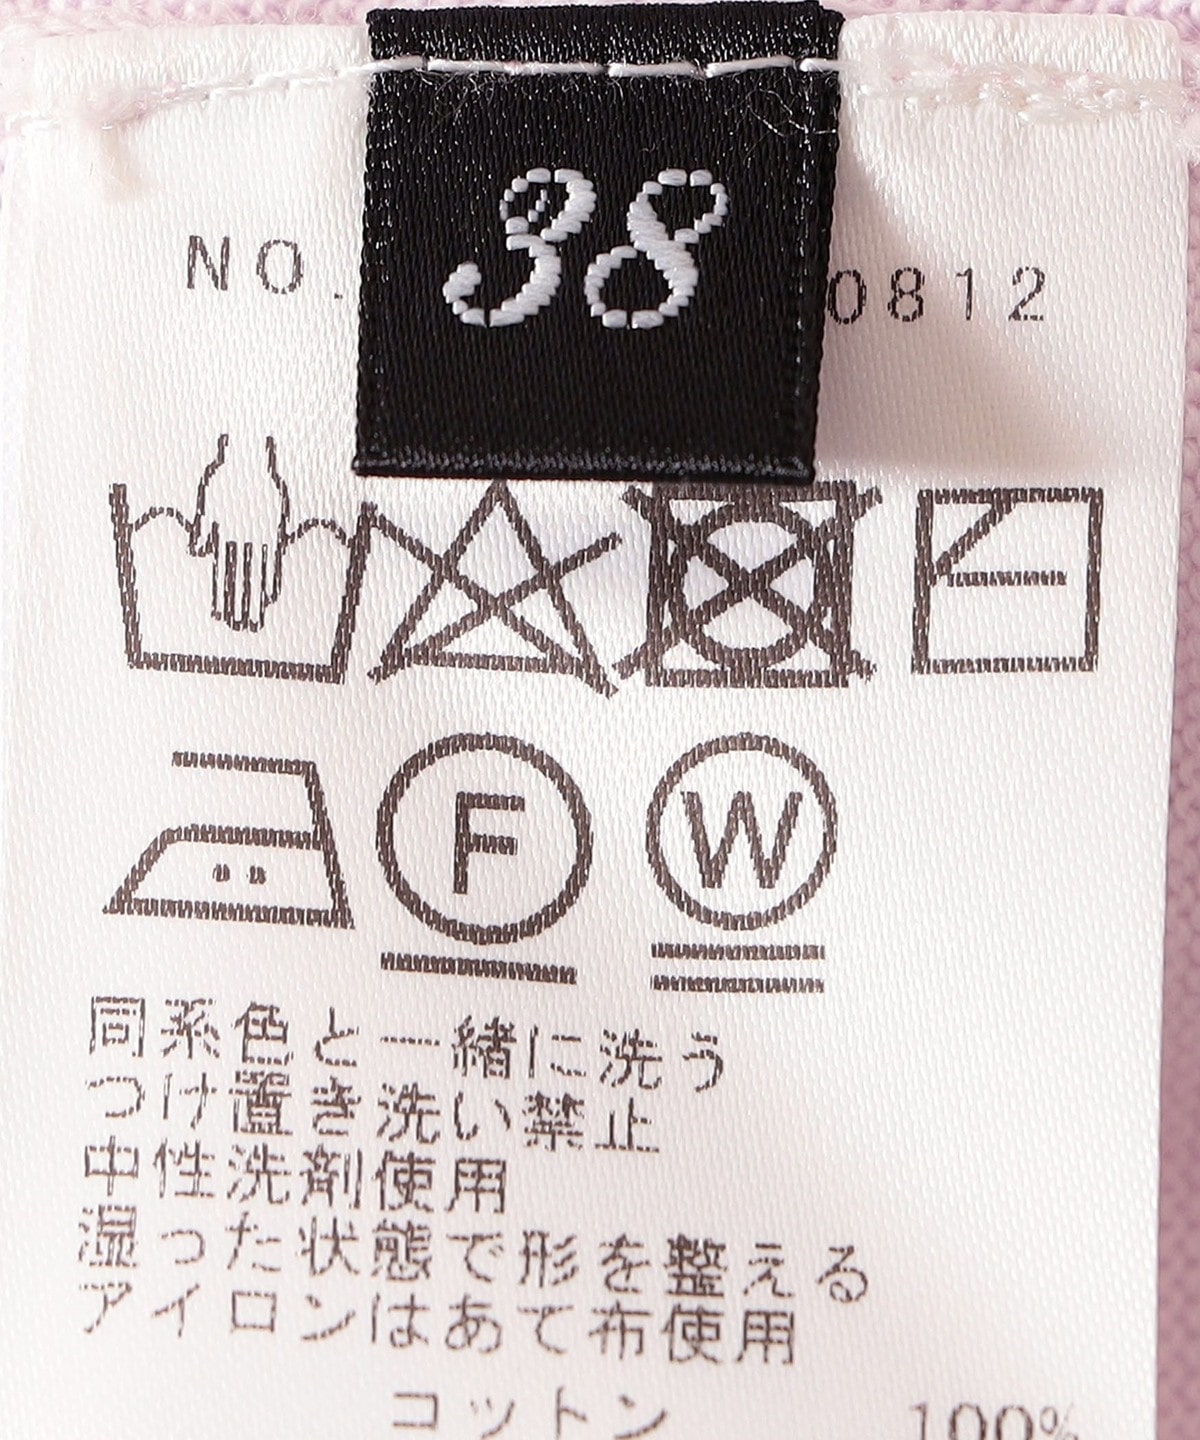 38
NO. 0812
F
W
同系色と一緒に洗う
つけ置き洗い禁止
中性洗剤使用
湿った状態で形を整える
アイロンはあて布使用
コットン 100%